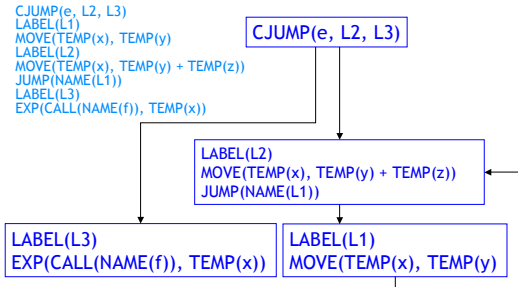 CJUMP(e, L2, L3)
LABEL(L1)
MOVE(TEMP(x), TEMP(y)
LABEL(L2)
MOVE(TEMP(x), TEMP(y) + TEMP(z))
JUMP(NAME(L1))
LABEL(L3)
EXP(CALL(NAME(f)), TEMP(x))
CJUMP(e, L2, L3)
LABEL(L2)
MOVE(TEMP(x), TEMP(y) + TEMP(z))
JUMP(NAME(L1))
LABEL(L3)
EXP(CALL(NAME(f)), TEMP(x))
LABEL(L1)
MOVE(TEMP(x), TEMP(y)